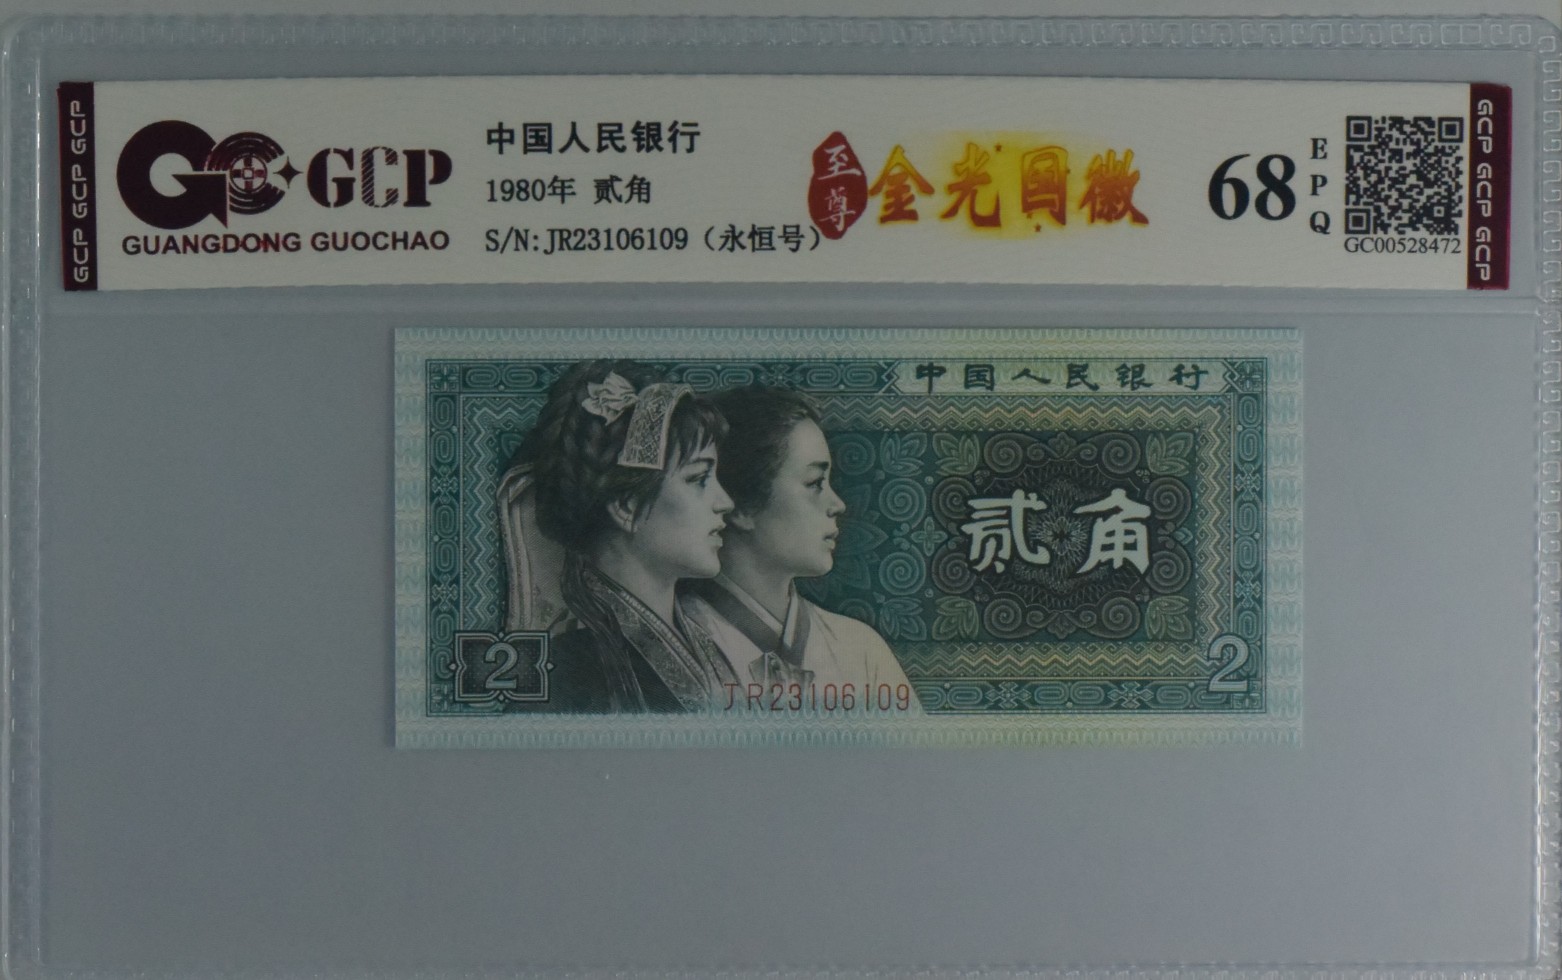 GCP GCP GCP
GCP
GUANGDONG GUOCHAO
中国人民银行
1980年 贰角
S/N:JR23106109（永恒号）
至尊
金光国徽
68
EPQ
GC00528472
GCP GCP GCP
中国人民银行
贰角
2
2
JR23106109